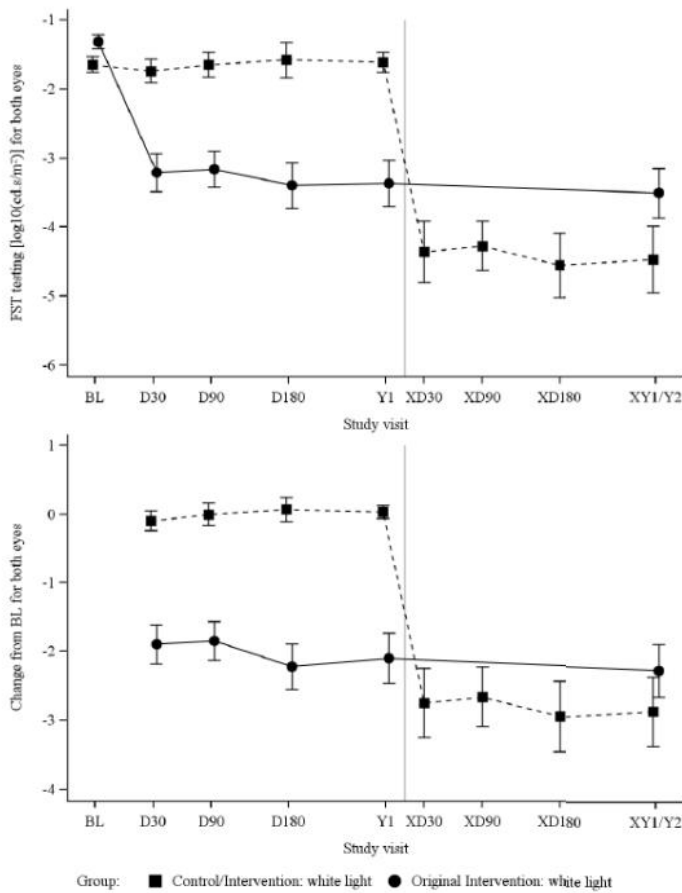 FST testing [log10(cd.s/m²)] for both eyes
-1
-2
-3
-4
-5
-6
BL D30 D90 D180 Y1 XD30 XD90 XD180 XY1/Y2
Study visit
Change from BL for both eyes
1
0
-1
-2
-3
-4
BL D30 D90 D180 Y1 XD30 XD90 XD180 XY1/Y2
Study visit
Group: Control/Intervention: white light Original Intervention: white light